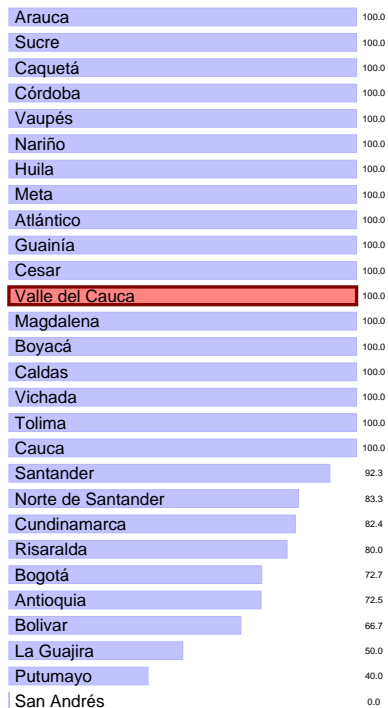 Arauca 100.0
Sucre 100.0
Caquetá 100.0
Córdoba 100.0
Vaupés 100.0
Nariño 100.0
Huila 100.0
Meta 100.0
Atlántico 100.0
Guainía 100.0
Cesar 100.0
Valle del Cauca 100.0
Magdalena 100.0
Boyacá 100.0
Caldas 100.0
Vichada 100.0
Tolima 100.0
Cauca 100.0
Santander 92.3
Norte de Santander 83.3
Cundinamarca 82.4
Risaralda 80.0
Bogotá 72.7
Antioquia 72.5
Bolivar 66.7
La Guajira 50.0
Putumayo 40.0
San Andrés 0.0